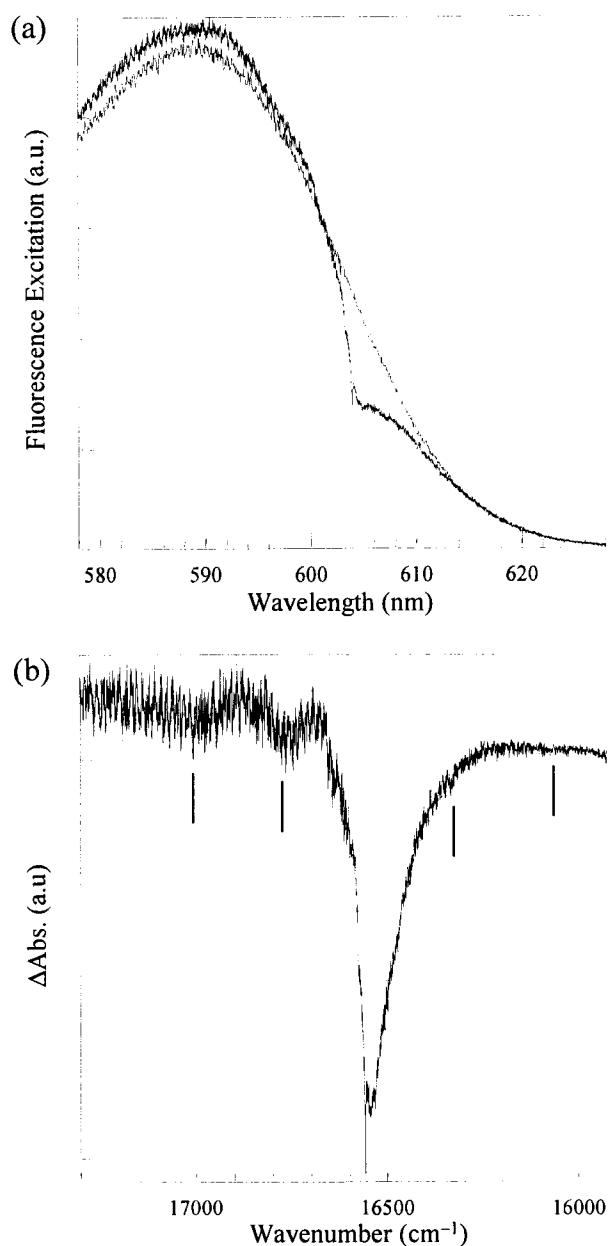 (a)
Fluorescence Excitation (a.u.)
580 590 600 610 620
Wavelength (nm)
(b)
ΔAbs. (a.u)
17000 16500 16000
Wavenumber (cm⁻¹)